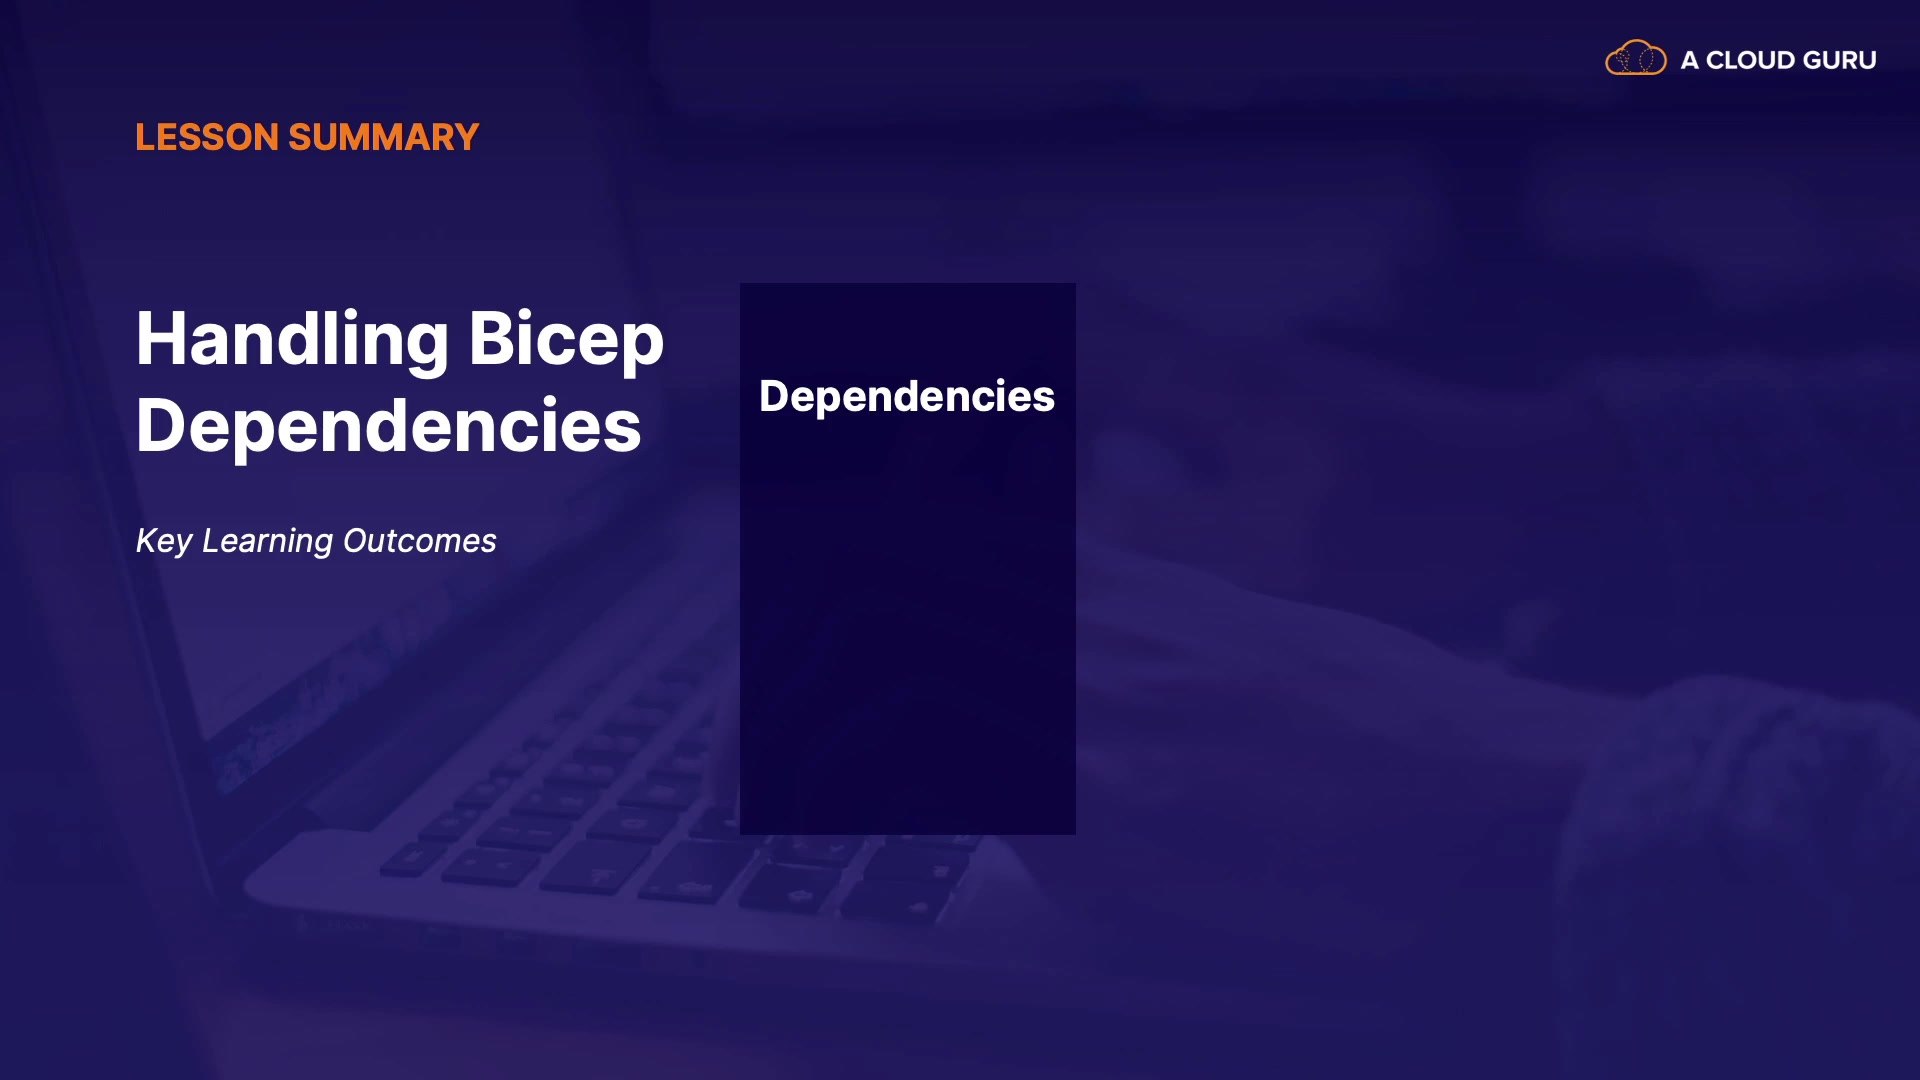 A CLOUD GURU
LESSON SUMMARY
Handling Bicep
Dependencies
Key Learning Outcomes
Dependencies